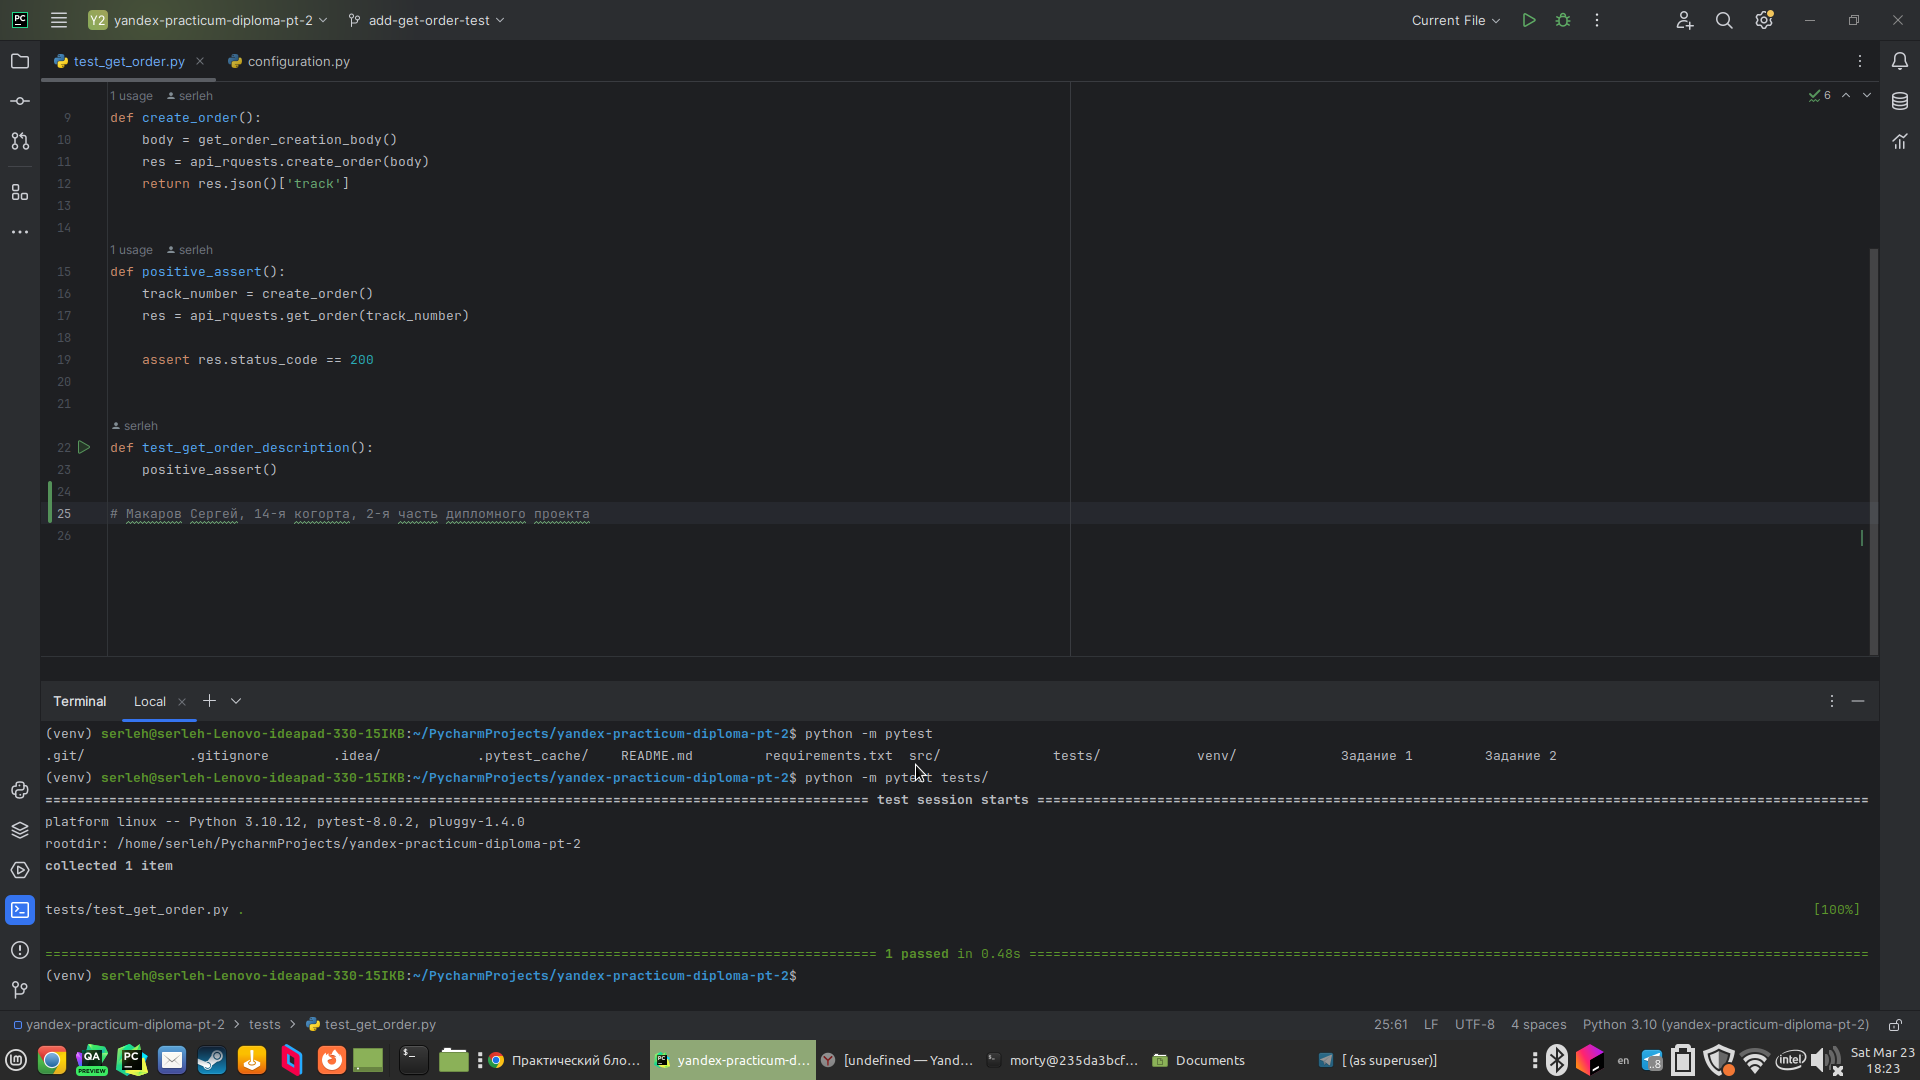 Y2 yandex-practicum-diploma-pt-2 add-get-order-test Current File
test_get_order.py configuration.py
1 usage serleh 6
9 def create_order():
10 body = get_order_creation_body()
11 res = api_rquests.create_order(body)
12 return res.json()['track']
13
14
1 usage serleh
15 def positive_assert():
16 track_number = create_order()
17 res = api_rquests.get_order(track_number)
18
19 assert res.status_code == 200
20
21
serleh
22 def test_get_order_description():
23 positive_assert()
24
25 # Макаров Сергей, 14-я когорта, 2-я часть дипломного проекта
26
Terminal Local
(venv) serleh@serleh-Lenovo-ideapad-330-15IKB:~/PycharmProjects/yandex-practicum-diploma-pt-2$ python -m pytest
.git/ .gitignore .idea/ .pytest_cache/ README.md requirements.txt src/ tests/ venv/ Задание 1 Задание 2
(venv) serleh@serleh-Lenovo-ideapad-330-15IKB:~/PycharmProjects/yandex-practicum-diploma-pt-2$ python -m pytest tests/
======================================================================================================= test session starts ========================================================================================================
platform linux -- Python 3.10.12, pytest-8.0.2, pluggy-1.4.0
rootdir: /home/serleh/PycharmProjects/yandex-practicum-diploma-pt-2
collected 1 item
tests/test_get_order.py . [100%]
======================================================================================================== 1 passed in 0.48s =========================================================================================================
(venv) serleh@serleh-Lenovo-ideapad-330-15IKB:~/PycharmProjects/yandex-practicum-diploma-pt-2$
yandex-practicum-diploma-pt-2 > tests > test_get_order.py 25:61 LF UTF-8 4 spaces Python 3.10 (yandex-practicum-diploma-pt-2)
Практический бло... yandex-practicum-d... [undefined — Yand... morty@235da3bcf... Documents [ (as superuser)] en Sat Mar 23
18:23